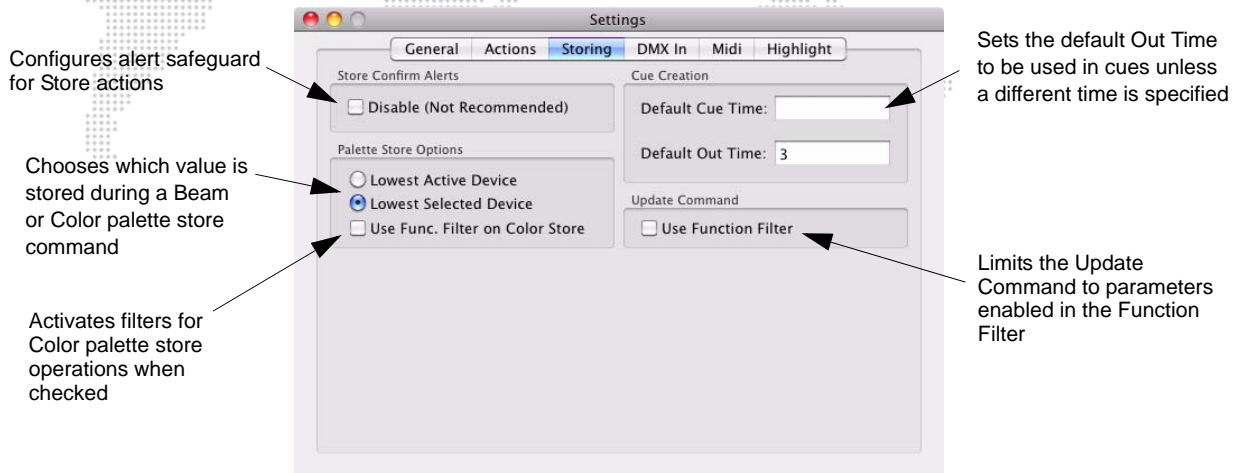 Settings
General Actions Storing DMX In Midi Highlight
Configures alert safeguard
for Store actions
Store Confirm Alerts
Disable (Not Recommended)
Cue Creation
Default Cue Time:
Default Out Time: 3
Sets the default Out Time
to be used in cues unless
a different time is specified
Chooses which value is
stored during a Beam
or Color palette store
command
Palette Store Options
Lowest Active Device
Lowest Selected Device
Use Func. Filter on Color Store
Update Command
Use Function Filter
Activates filters for
Color palette store
operations when
checked
Limits the Update
Command to parameters
enabled in the Function
Filter